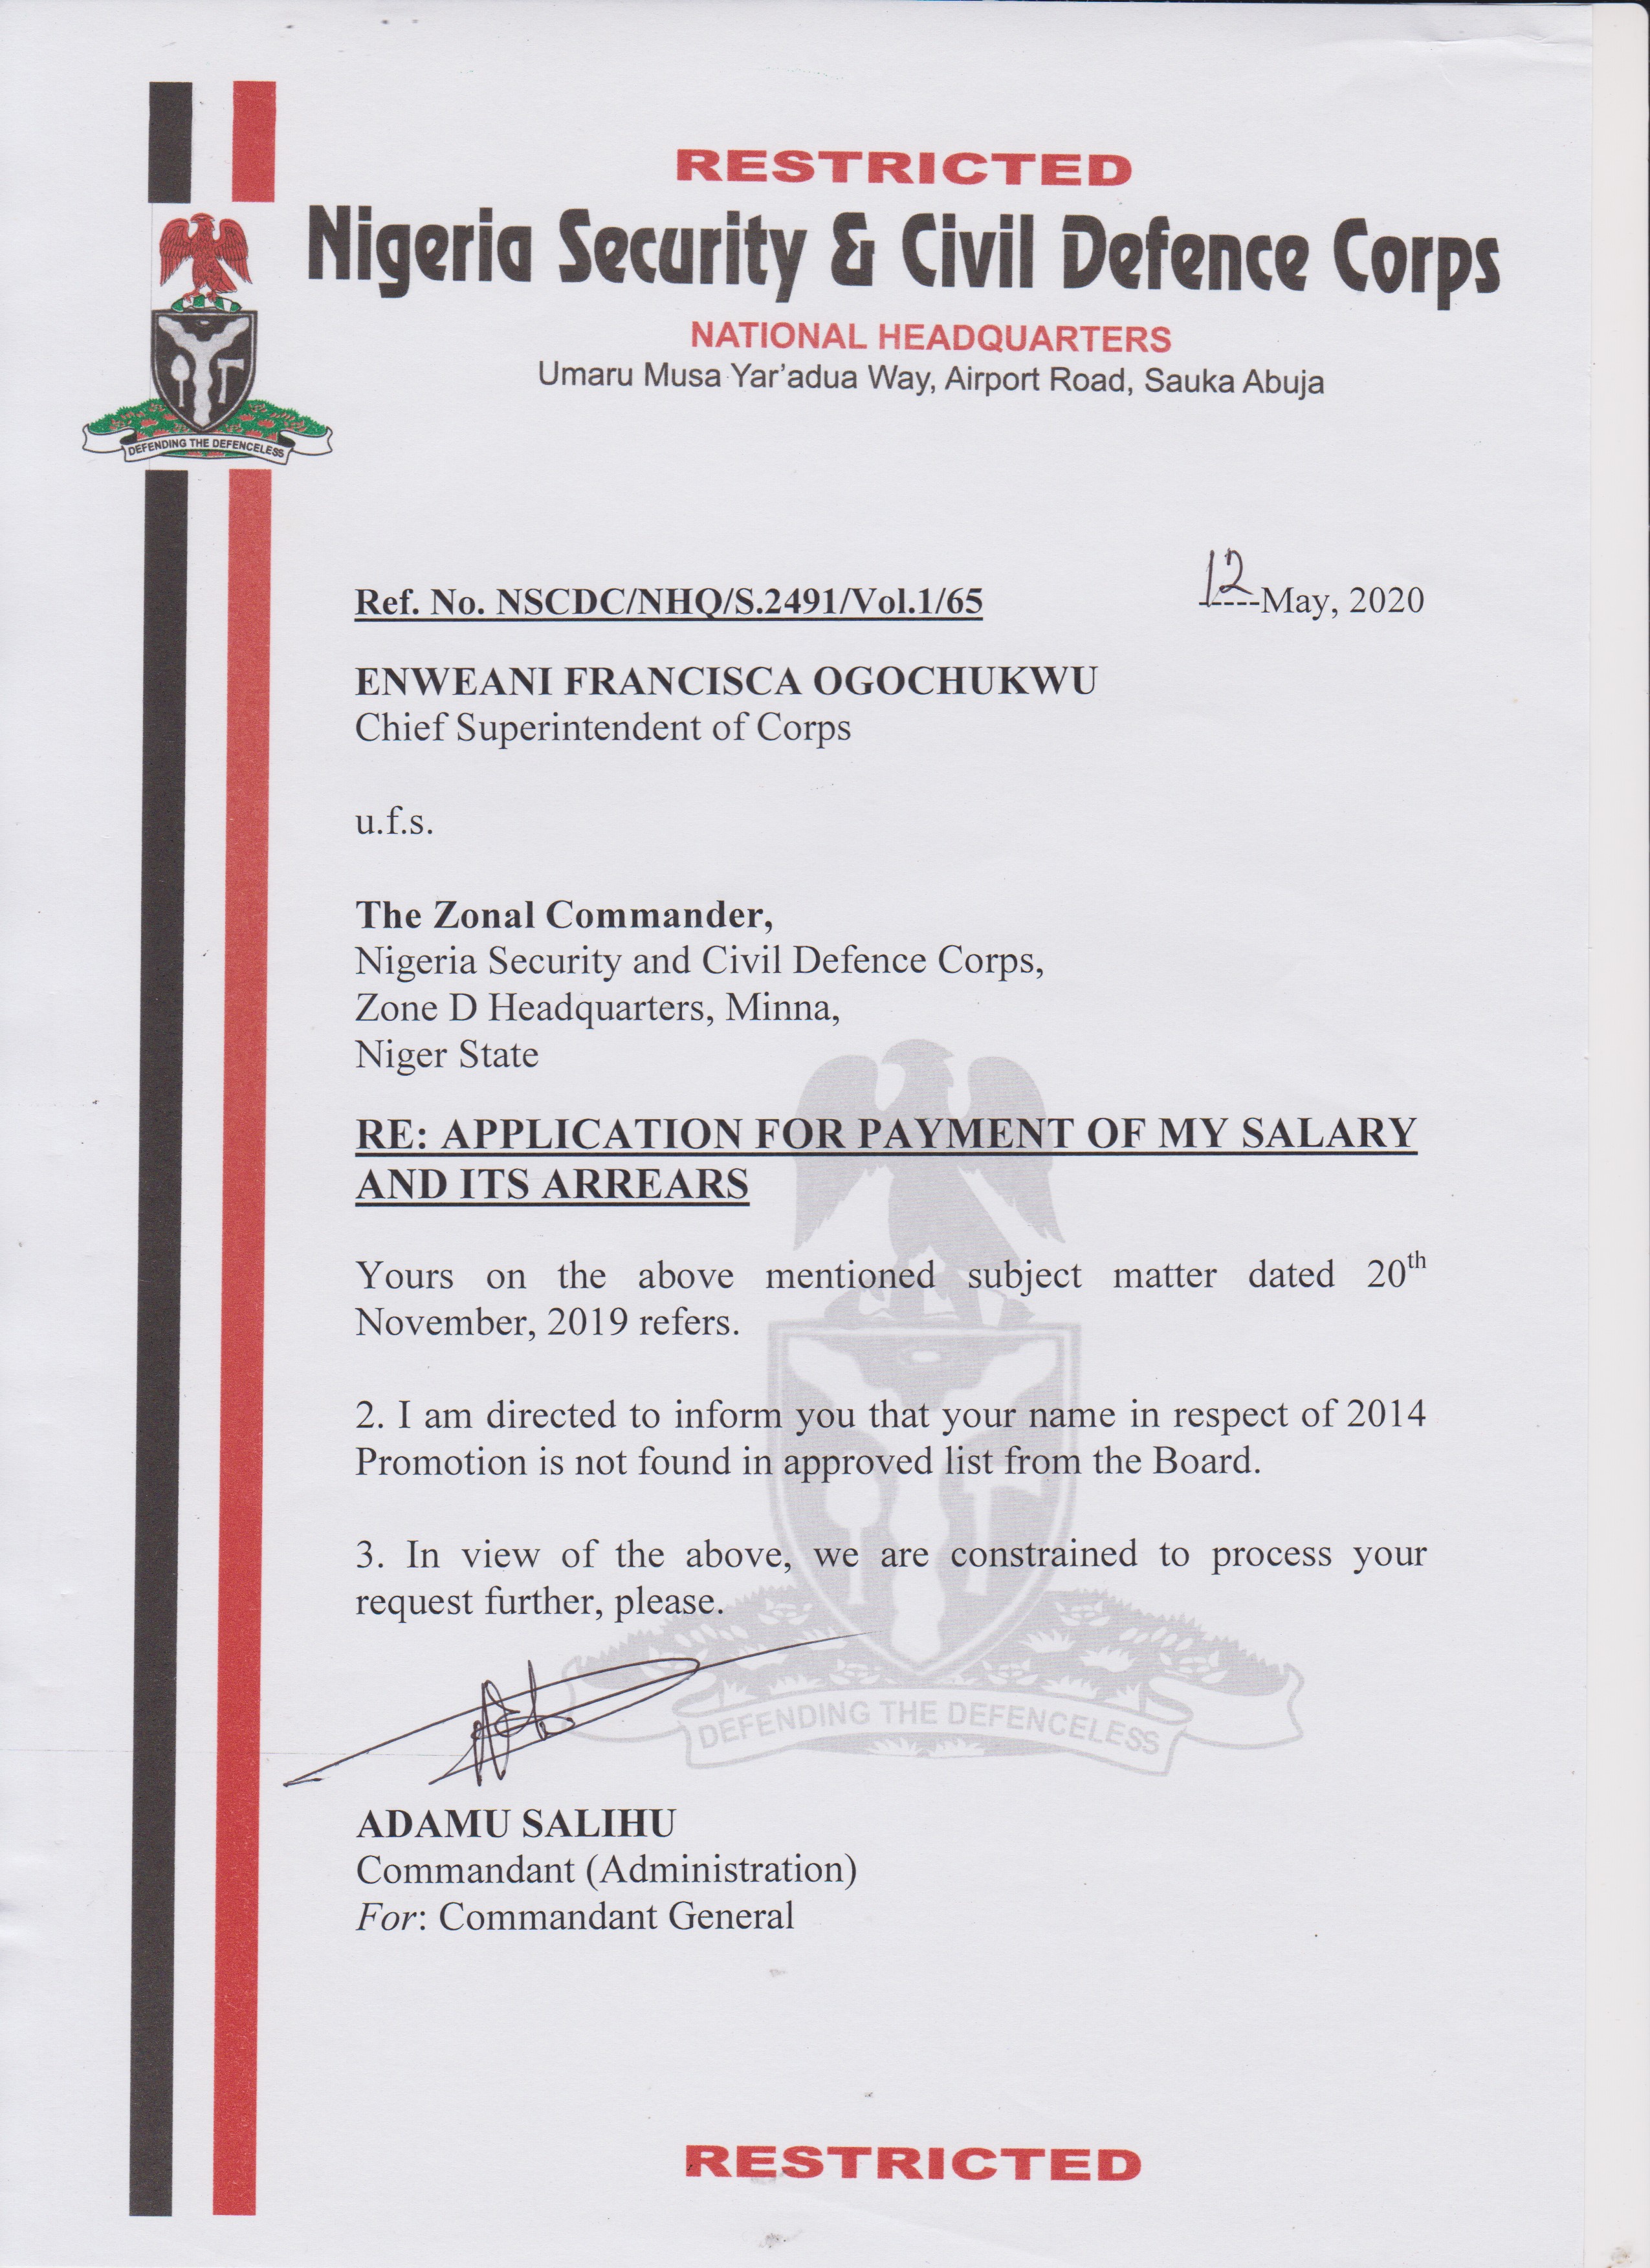 RESTRICTED
Nigeria Security & Civil Defence Corps
NATIONAL HEADQUARTERS
Umaru Musa Yar'adua Way, Airport Road, Sauka Abuja
DEFENDING THE DEFENCELESS
Ref. No. NSCDC/NHQ/S.2491/Vol.1/65
12 -----May, 2020
ENWEANI FRANCISCA OGOCHUKWU
Chief Superintendent of Corps
u.f.s.
The Zonal Commander,
Nigeria Security and Civil Defence Corps,
Zone D Headquarters, Minna,
Niger State
RE: APPLICATION FOR PAYMENT OF MY SALARY
AND ITS ARREARS
Yours on the above mentioned subject matter dated 20th
November, 2019 refers.
2. I am directed to inform you that your name in respect of 2014
Promotion is not found in approved list from the Board.
3. In view of the above, we are constrained to process your
request further, please.
DEFENDING THE DEFENCELESS
ADAMU SALIHU
Commandant (Administration)
For: Commandant General
RESTRICTED